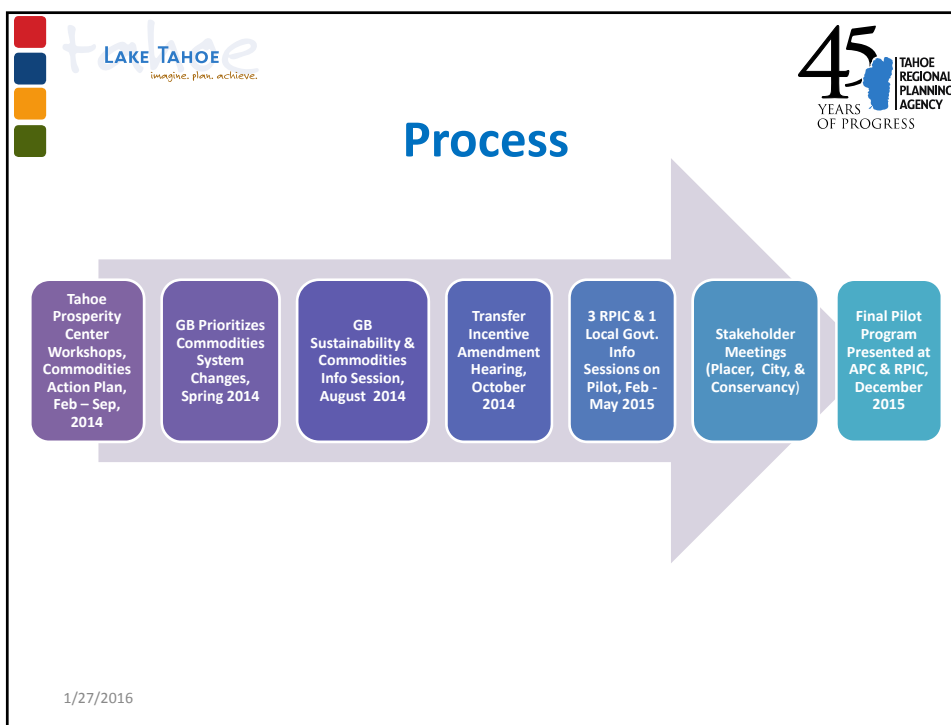 tahoe
LAKE TAHOE
imagine. plan. achieve.
45
YEARS
OF PROGRESS
TAHOE
REGIONAL
PLANNING
AGENCY
Process
Tahoe
Prosperity
Center
Workshops,
Commodities
Action Plan,
Feb – Sep,
2014
GB Prioritizes
Commodities
System
Changes,
Spring 2014
GB
Sustainability &
Commodities
Info Session,
August 2014
Transfer
Incentive
Amendment
Hearing,
October
2014
3 RPIC & 1
Local Govt.
Info
Sessions on
Pilot, Feb -
May 2015
Stakeholder
Meetings
(Placer, City, &
Conservancy)
Final Pilot
Program
Presented at
APC & RPIC,
December
2015
1/27/2016